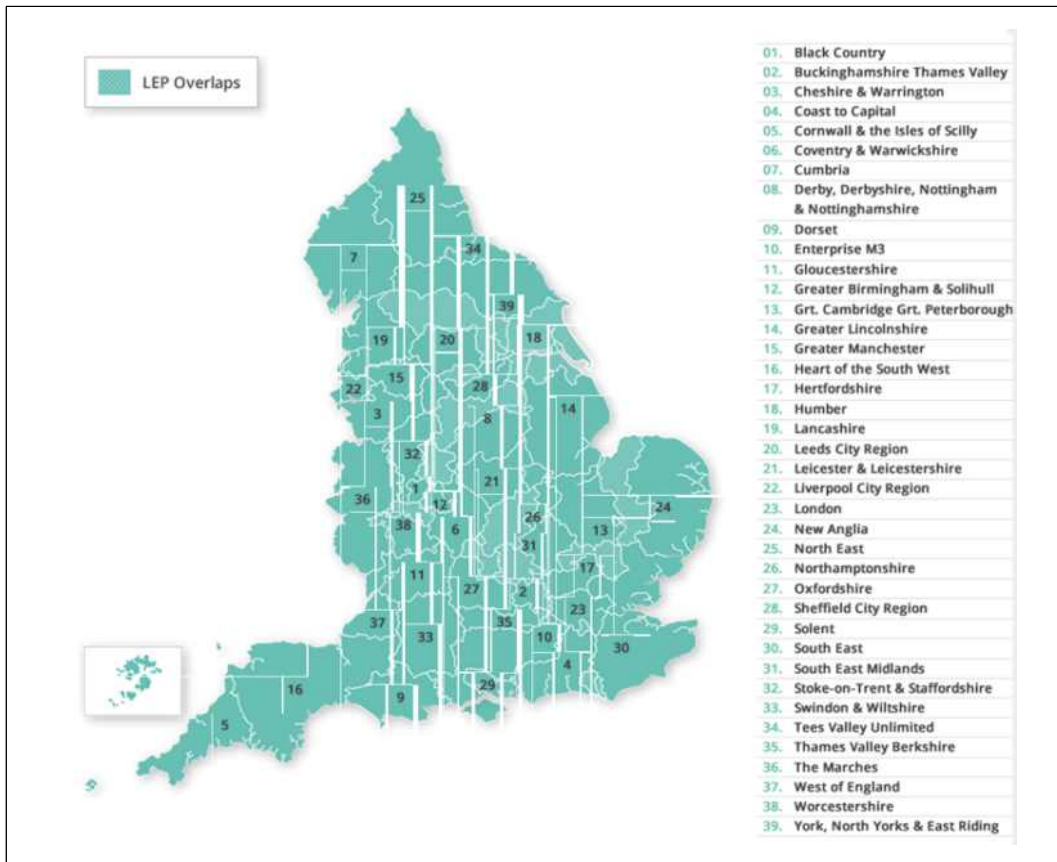 LEP Overlaps
01. Black Country
02. Buckinghamshire Thames Valley
03. Cheshire & Warrington
04. Coast to Capital
05. Cornwall & the Isles of Scilly
06. Coventry & Warwickshire
07. Cumbria
08. Derby, Derbyshire, Nottingham
& Nottinghamshire
09. Dorset
10. Enterprise M3
11. Gloucestershire
12. Greater Birmingham & Solihull
13. Grt. Cambridge Grt. Peterborough
14. Greater Lincolnshire
15. Greater Manchester
16. Heart of the South West
17. Hertfordshire
18. Humber
19. Lancashire
20. Leeds City Region
21. Leicester & Leicestershire
22. Liverpool City Region
23. London
24. New Anglia
25. North East
26. Northamptonshire
27. Oxfordshire
28. Sheffield City Region
29. Solent
30. South East
31. South East Midlands
32. Stoke-on-Trent & Staffordshire
33. Swindon & Wiltshire
34. Tees Valley Unlimited
35. Thames Valley Berkshire
36. The Marches
37. West of England
38. Worcestershire
39. York, North Yorks & East Riding
25
34
7
39
19
20
18
15
22
28
3
14
8
32
21
1
36
12
24
26
38
6
13
31
11
17
27
2
23
37
33
35
10
30
4
29
16
9
5